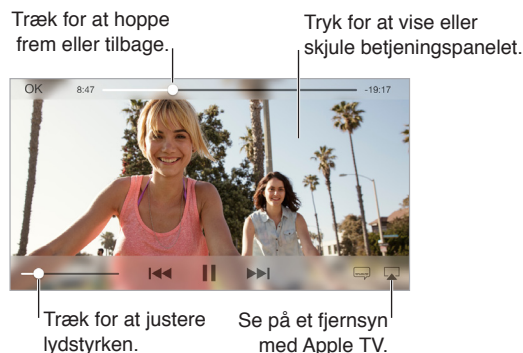 Træk for at hoppe
frem eller tilbage.
Tryk for at vise eller
skjule betjeningspanelet.
OK 8:47 -19:17
Træk for at justere
lydstyrken.
Se på et fjernsyn
med Apple TV.